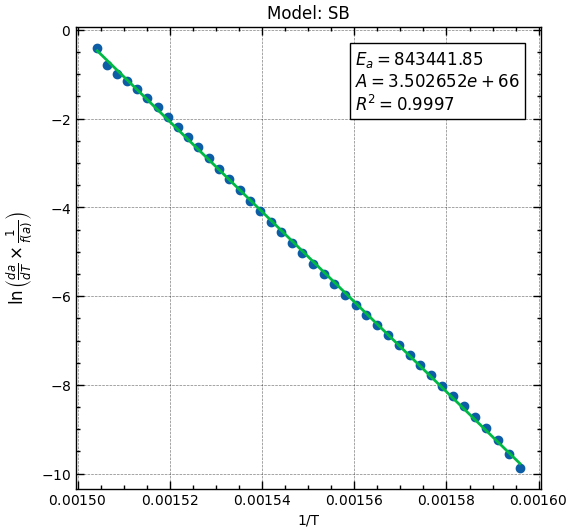 Model: SB
E_a = 843441.85
A = 3.502652e + 66
R^2 = 0.9997
0
−2
−4
−6
−8
−10
ln (da/dT × 1/f(a))
0.00150 0.00152 0.00154 0.00156 0.00158 0.00160
1/T